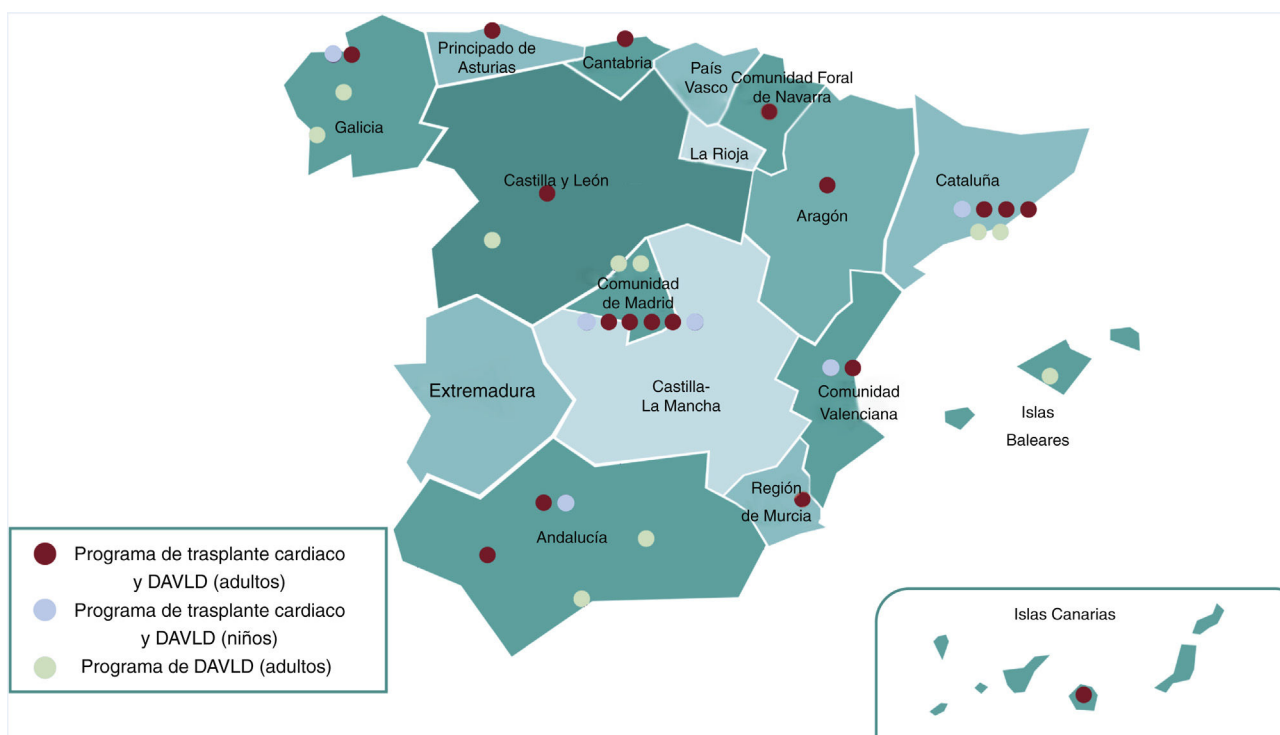 Principado de
Asturias
Cantabria
País
Vasco
Comunidad Foral
de Navarra
Galicia
La Rioja
Castilla y León
Cataluña
Aragón
Comunidad
de Madrid
Extremadura
Castilla-
La Mancha
Comunidad
Valenciana
Islas
Baleares
Región
de Murcia
Andalucía
Programa de trasplante cardiaco
y DAVLD (adultos)
Programa de trasplante cardiaco
y DAVLD (niños)
Programa de DAVLD (adultos)
Islas Canarias